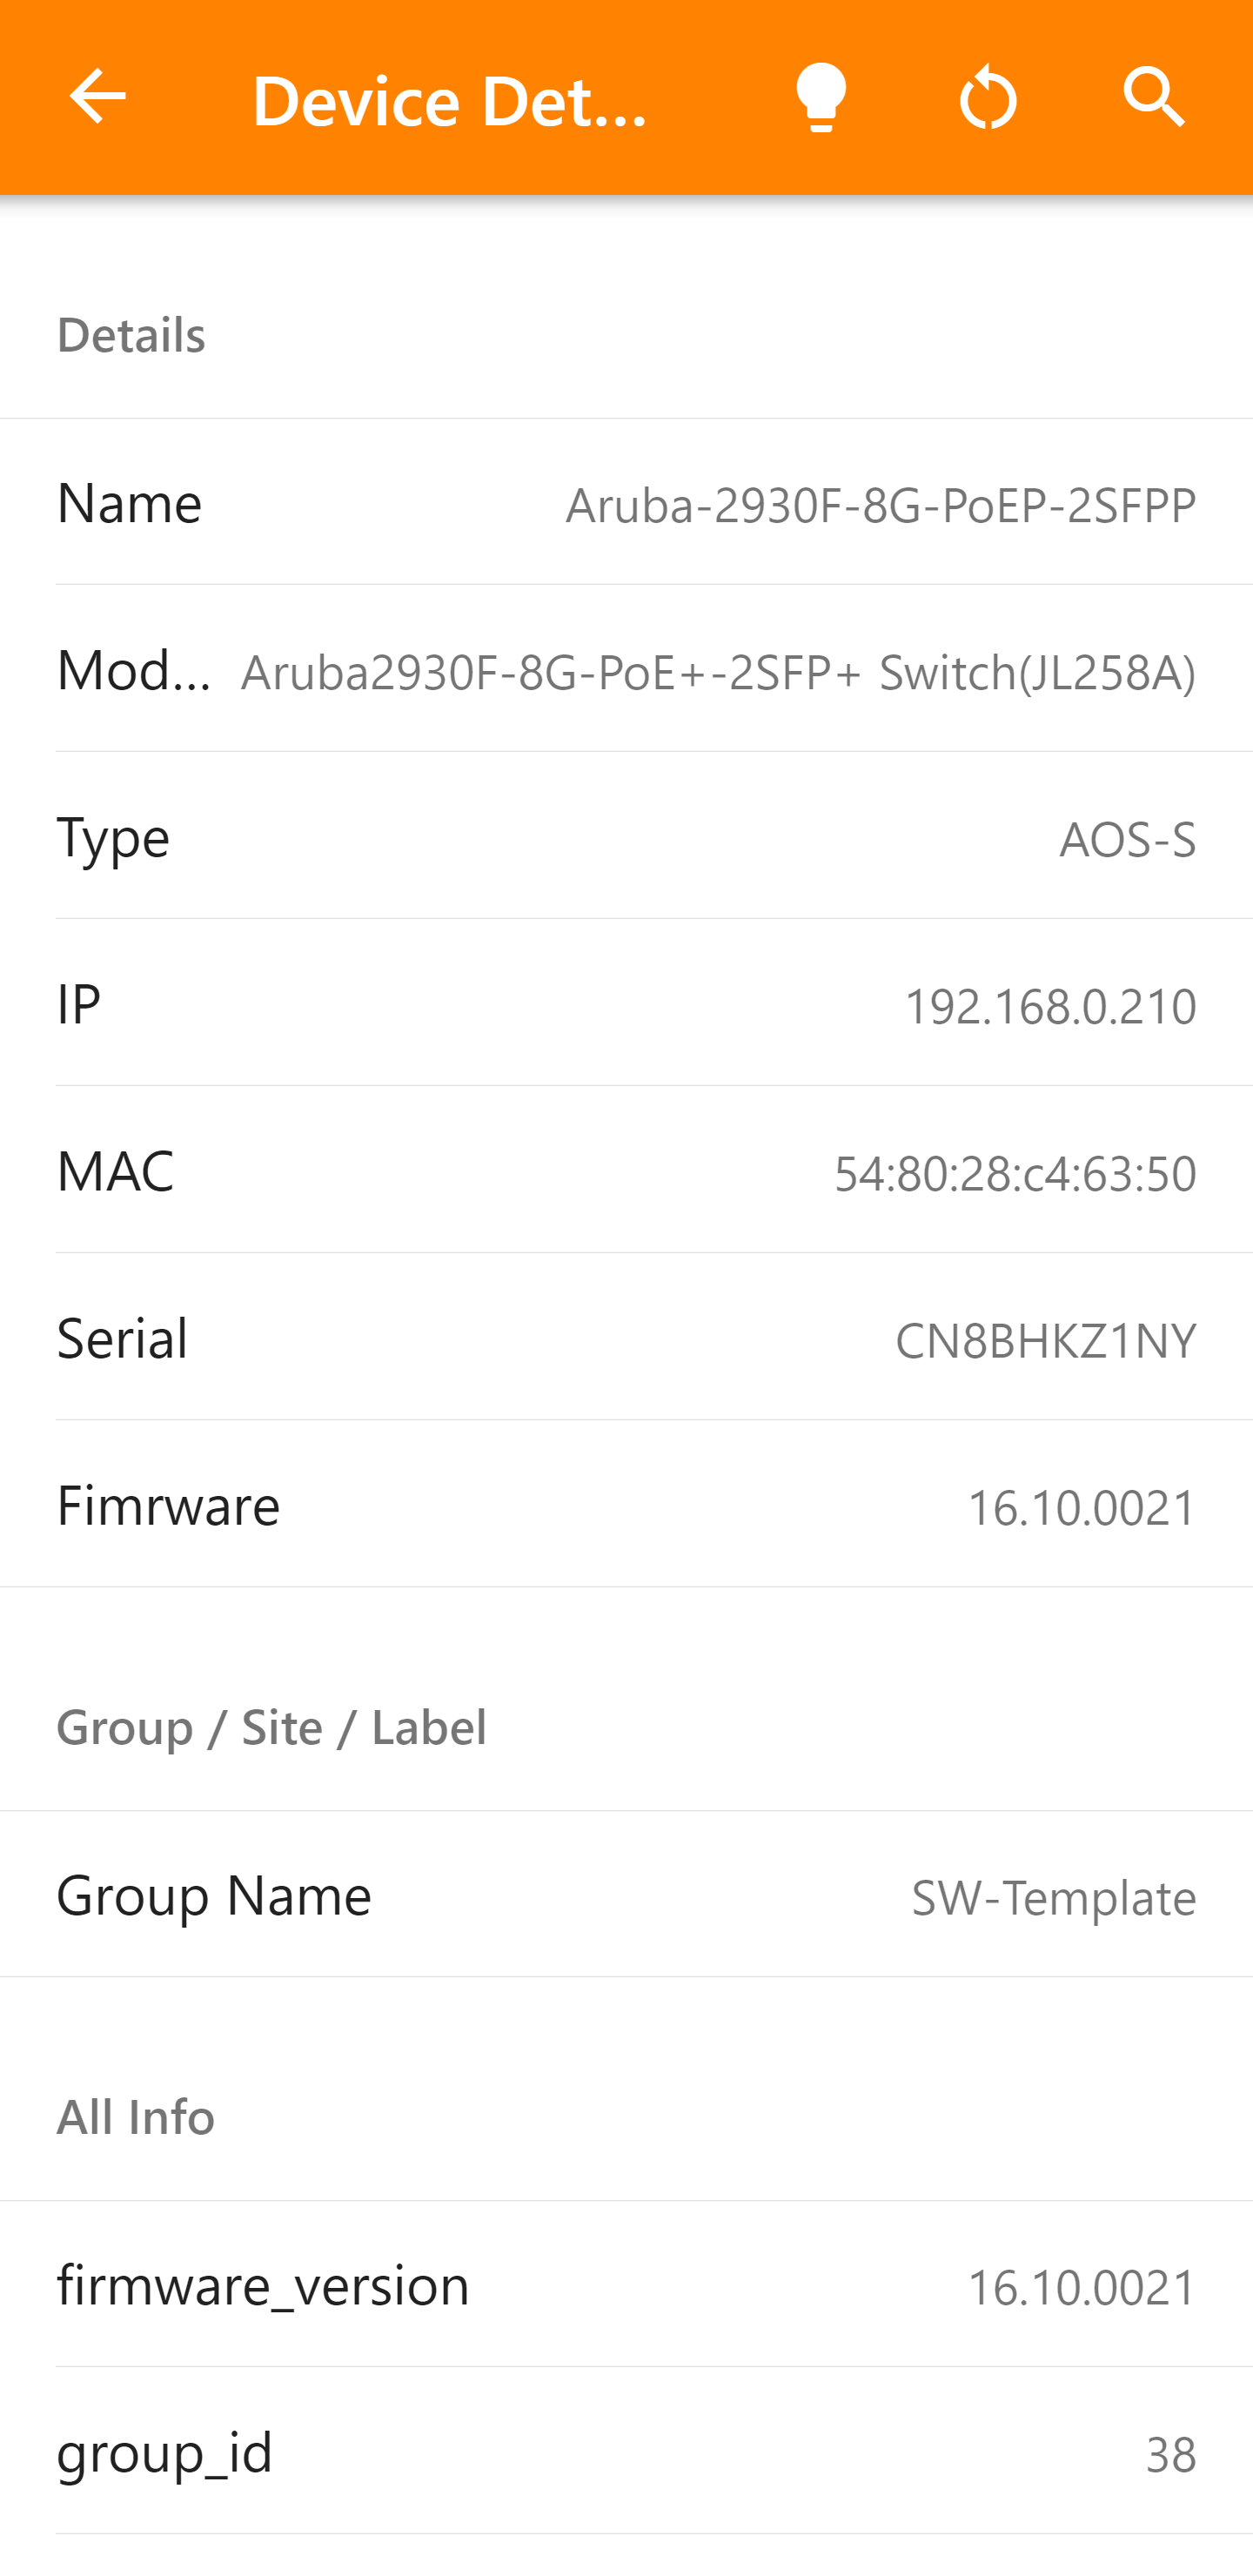 Device Det...
Details
Name Aruba-2930F-8G-PoEP-2SFPP
Mod... Aruba2930F-8G-PoE+-2SFP+ Switch(JL258A)
Type AOS-S
IP 192.168.0.210
MAC 54:80:28:c4:63:50
Serial CN8BHKZ1NY
Fimrware 16.10.0021
Group / Site / Label
Group Name SW-Template
All Info
firmware_version 16.10.0021
group_id 38